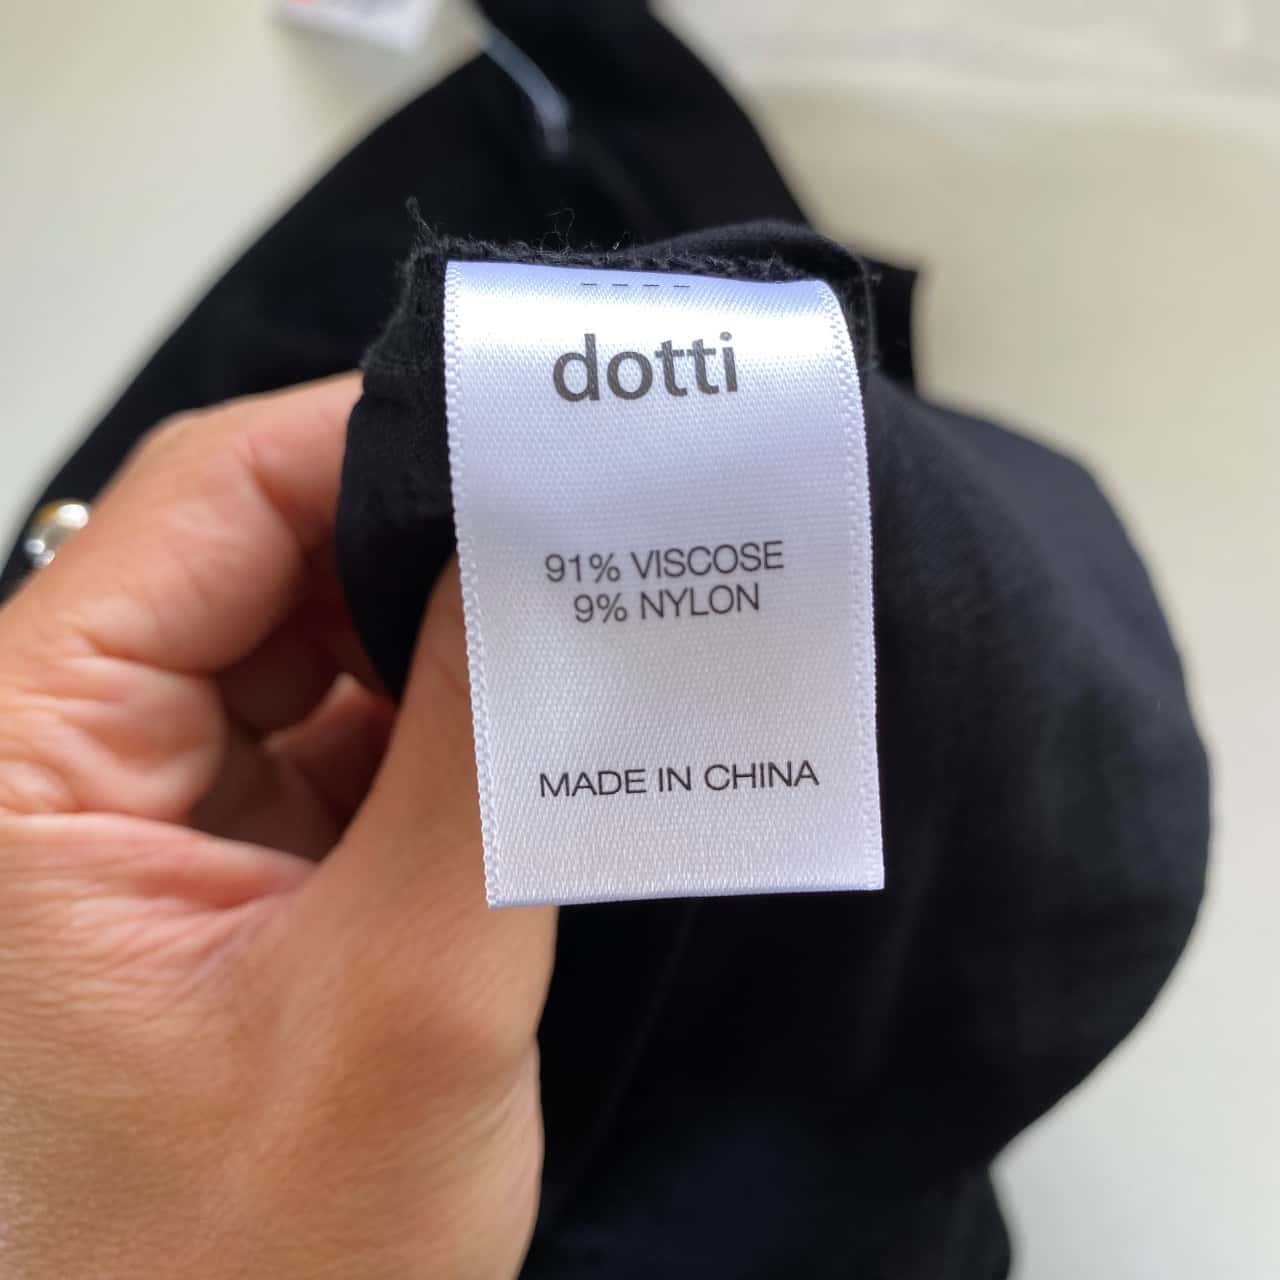 dotti
91% VISCOSE
9% NYLON
MADE IN CHINA